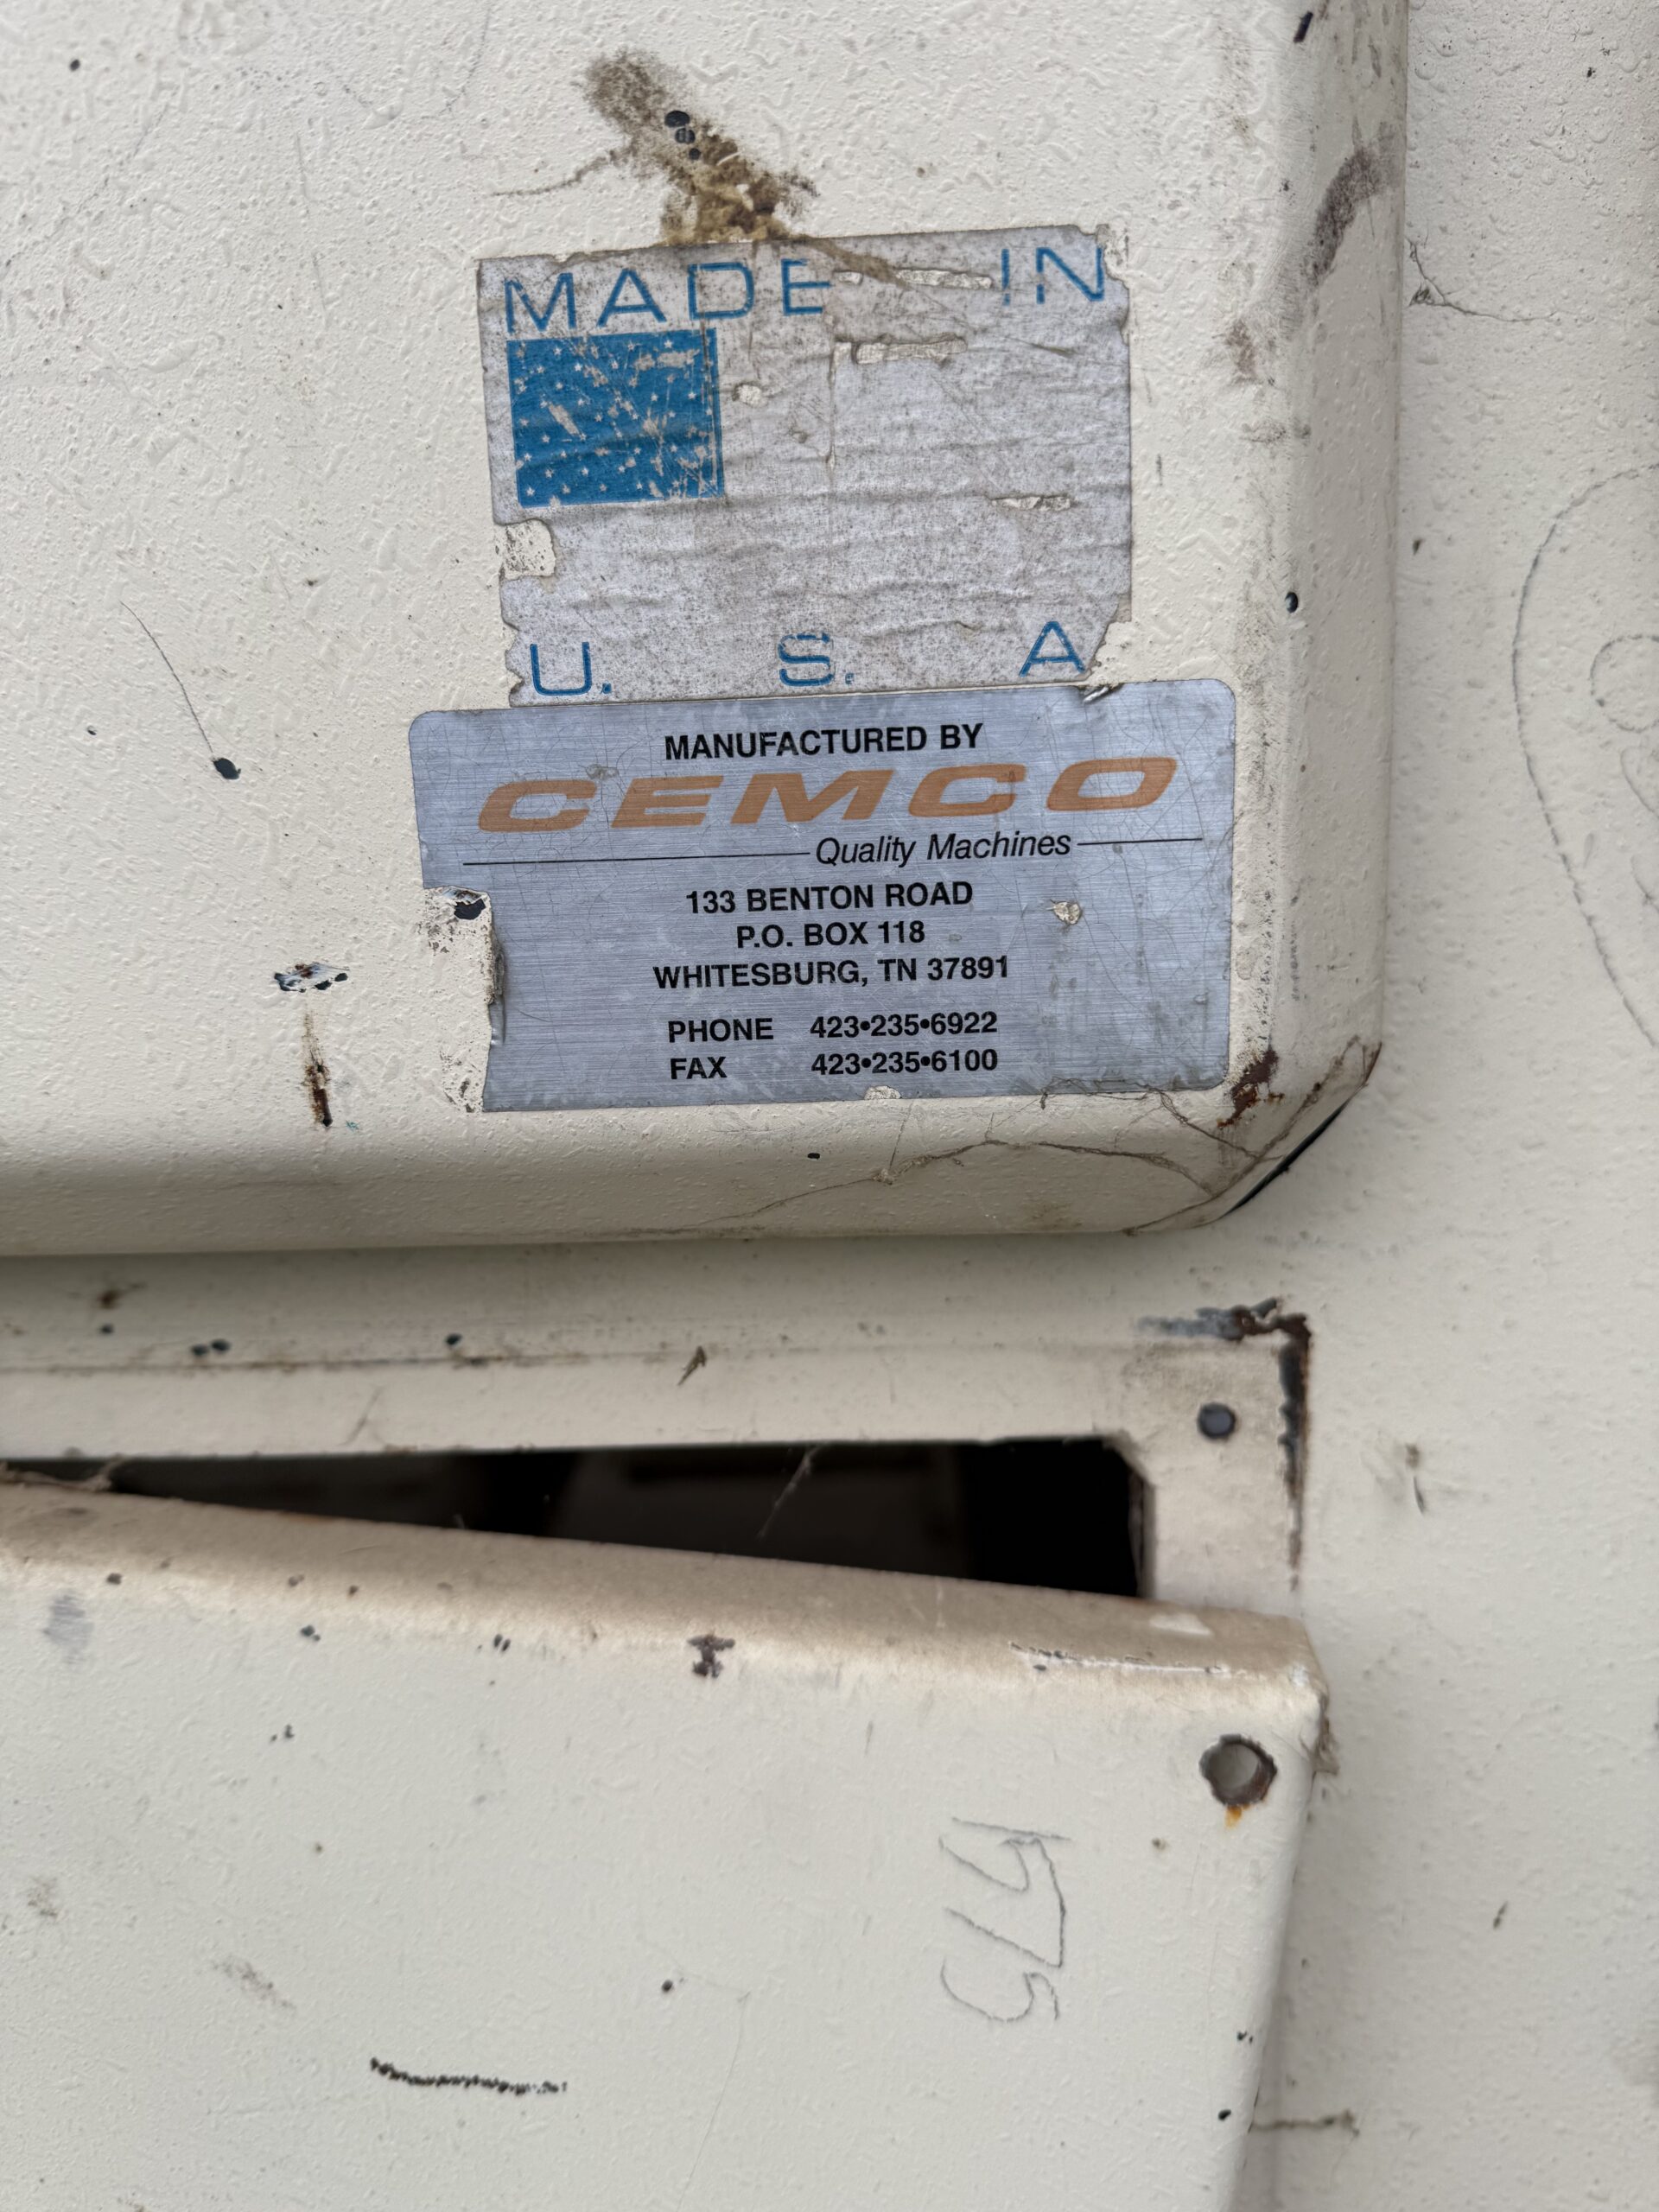 MADE IN
U. S. A
MANUFACTURED BY
CEMCO
Quality Machines
133 BENTON ROAD
P.O. BOX 118
WHITESBURG, TN 37891
PHONE 423•235•6922
FAX 423•235•6100